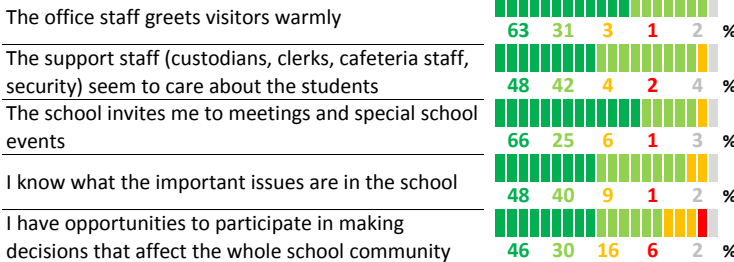 The office staff greets visitors warmly
63 31 3 1 2 %
The support staff (custodians, clerks, cafeteria staff,
security) seem to care about the students
48 42 4 2 4 %
The school invites me to meetings and special school
events
66 25 6 1 3 %
I know what the important issues are in the school
48 40 9 1 2 %
I have opportunities to participate in making
decisions that affect the whole school community
46 30 16 6 2 %